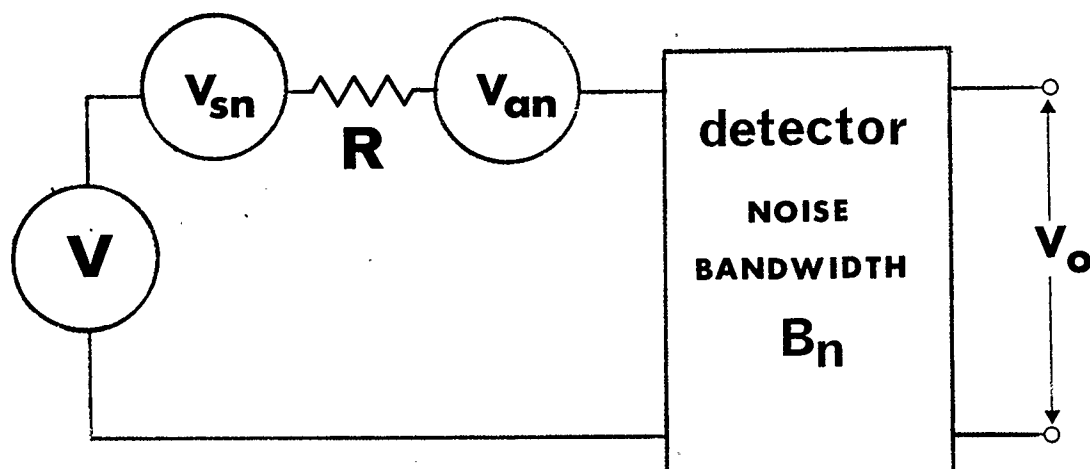 Vsn
R
Van
V
detector
NOISE
BANDWIDTH
Bn
Vo